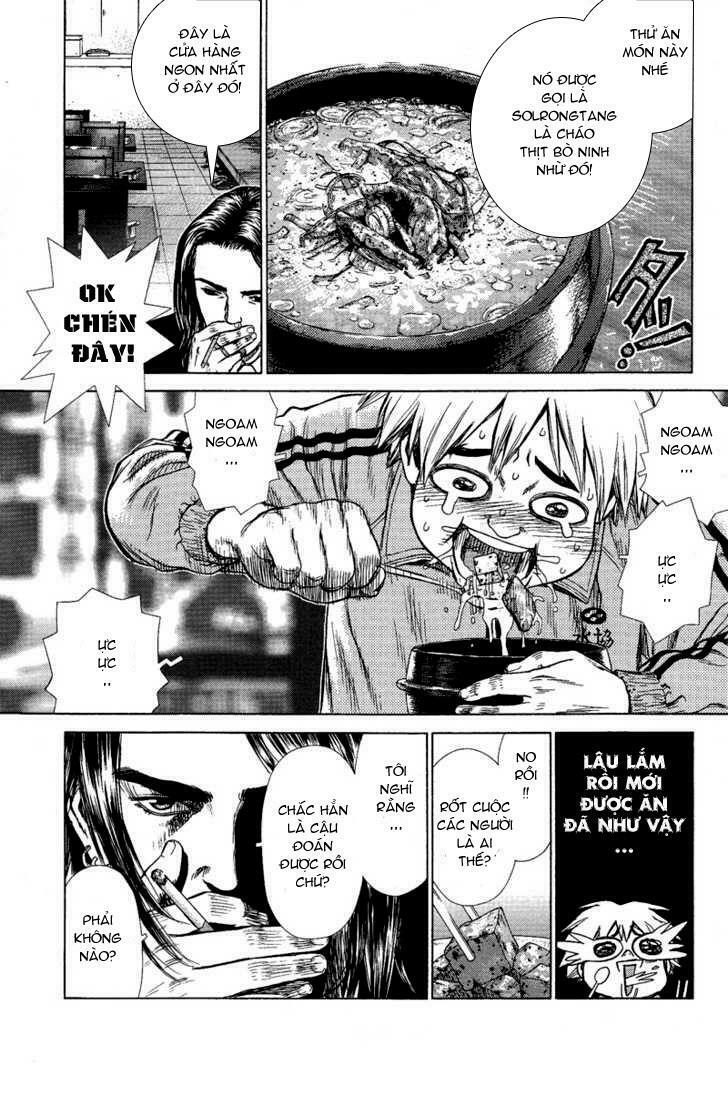 THỬ ĂN
MÓN NÀY
NHÉ
NÓ ĐƯỢC
GỌI LÀ
SOLRONGTANG
LÀ CHÁO
THỊT BÒ NINH
NHỪ ĐÓ!
ĐÂY LÀ
CỬA HÀNG
NGON NHẤT
Ở ĐÂY ĐÓ!
OK
CHÉN
ĐÂY!
NGOAM
NGOAM
...
NGOAM
NGOAM
...
ỰC
ỰC
..
ỰC
ỰC
..
LÂU LẮM
RỒI MỚI
ĐƯỢC ĂN
ĐÃ NHƯ VẬY
...
NO
RỒI
!!
RỐT CUỘC
CÁC NGƯỜI
LÀ AI
THẾ?
TÔI
NGHĨ
RẰNG
...
CHÁC HẲN
LÀ CẬU
ĐOÁN
ĐƯỢC RỒI
CHỨ?
PHẢI
KHÔNG
NÀO?